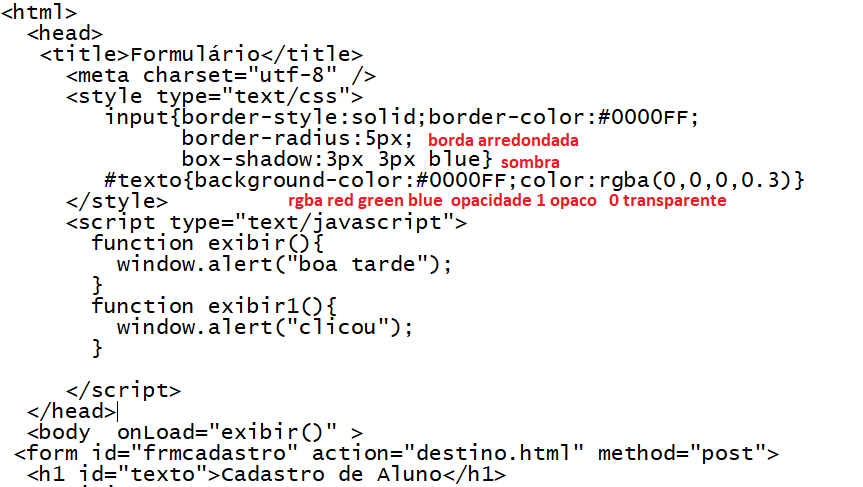 <html>
<head>
<title>Formulário</title>
<meta charset="utf-8" />
<style type="text/css">
input{border-style:solid;border-color:#0000FF;
border-radius:5px; borda arredondada
box-shadow:3px 3px blue} sombra
#texto{background-color:#0000FF;color:rgba(0,0,0,0.3)}
</style> rgba red green blue opacidade 1 opaco 0 transparente
<script type="text/javascript">
function exibir(){
window.alert("boa tarde");
}
function exibir1(){
window.alert("clicou");
}
</script>
</head>
<body onLoad="exibir()" >
<form id="frmcadastro" action="destino.html" method="post">
<h1 id="texto">Cadastro de Aluno</h1>